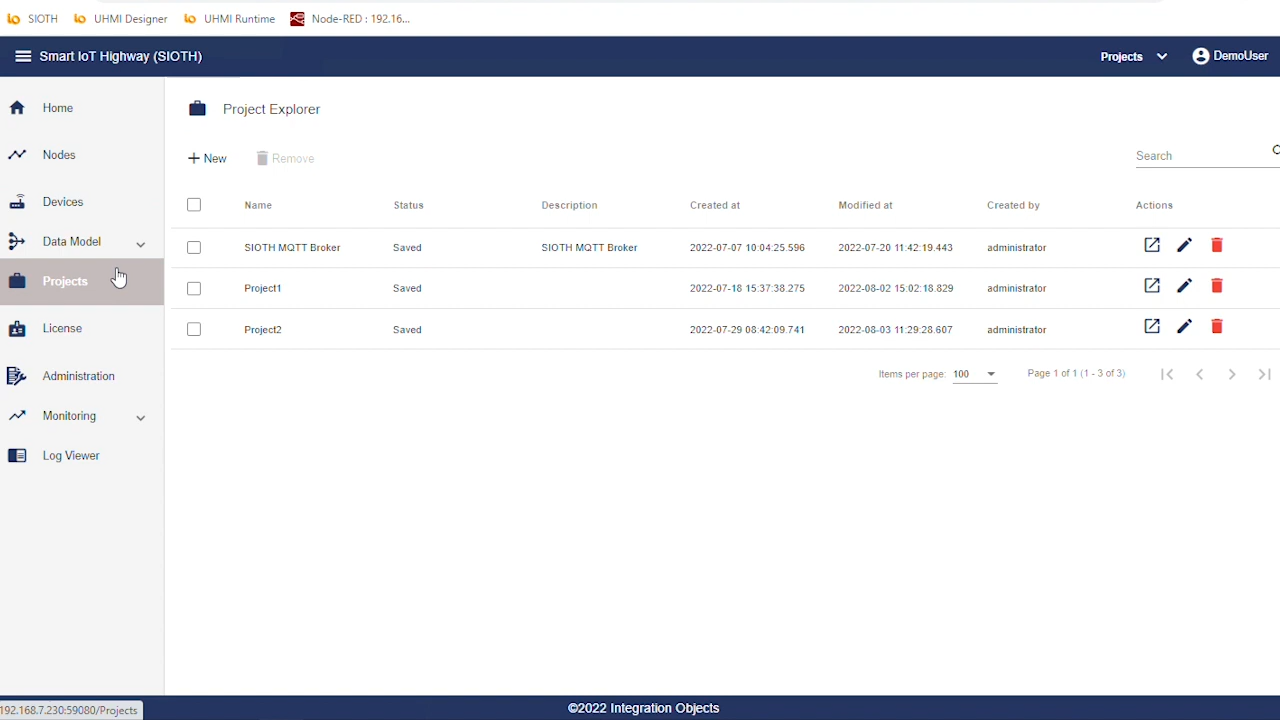 SIOTH UHMI Designer UHMI Runtime Node-RED : 192.16...
Smart IoT Highway (SIOTH) Projects DemoUser
Home
Nodes
Devices
Data Model
Projects
License
Administration
Monitoring
Log Viewer
Project Explorer
New Remove Search
Name Status Description Created at Modified at Created by Actions
SIOTH MQTT Broker Saved SIOTH MQTT Broker 2022-07-07 10:04:25.596 2022-07-20 11:42:19.443 administrator
Project1 Saved 2022-07-18 15:37:38.275 2022-08-02 15:02:18.829 administrator
Project2 Saved 2022-07-29 08:42:09.741 2022-08-03 11:29:28.607 administrator
Items per page: 100 Page 1 of 1 (1 - 3 of 3)
192.168.7.230:59080/Projects
©2022 Integration Objects